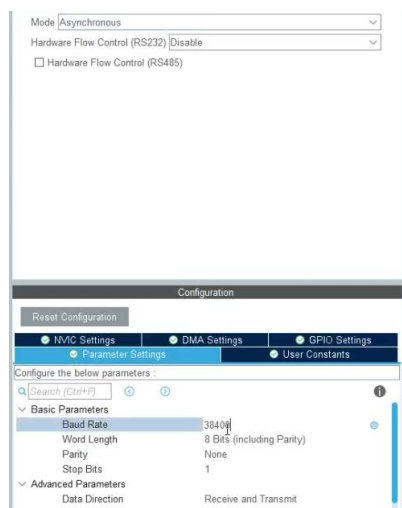 Mode Asynchronous
Hardware Flow Control (RS232) Disable
Hardware Flow Control (RS485)
Configuration
Reset Configuration
NVIC Settings DMA Settings GPIO Settings
Parameter Settings User Constants
Configure the below parameters :
Search (Ctrl+F)
Basic Parameters
Baud Rate 38400
Word Length 8 Bits (including Parity)
Parity None
Stop Bits 1
Advanced Parameters
Data Direction Receive and Transmit